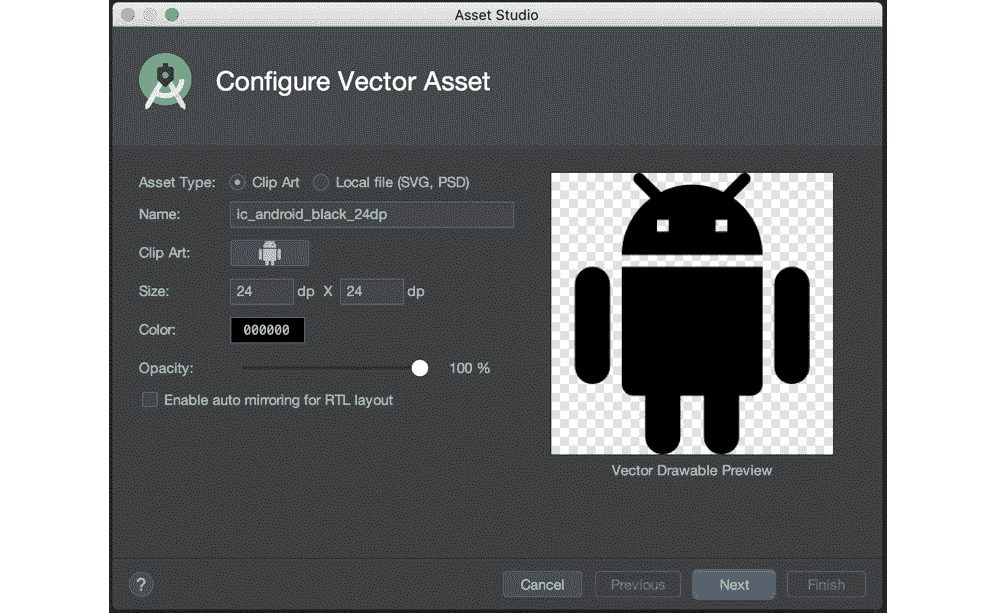 Asset Studio
Configure Vector Asset
Asset Type: Clip Art Local file (SVG, PSD)
Name: ic_android_black_24dp
Clip Art:
Size: 24 dp X 24 dp
Color: 000000
Opacity: 100 %
Enable auto mirroring for RTL layout
Vector Drawable Preview
? Cancel Previous Next Finish